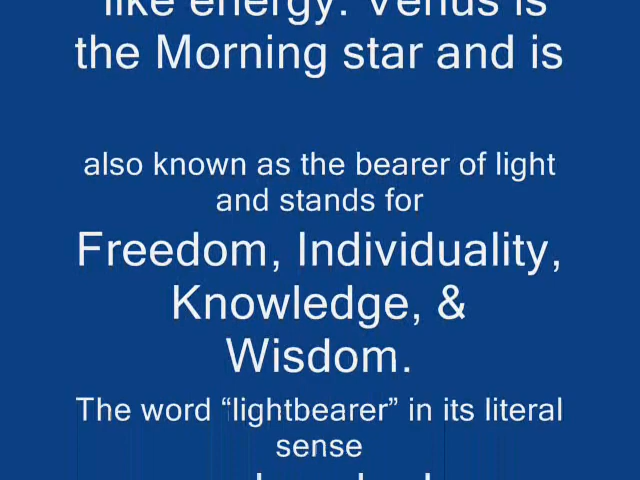 like energy. Venus is
the Morning star and is
also known as the bearer of light
and stands for
Freedom, Individuality,
Knowledge, &
Wisdom.
The word “lightbearer” in its literal
sense